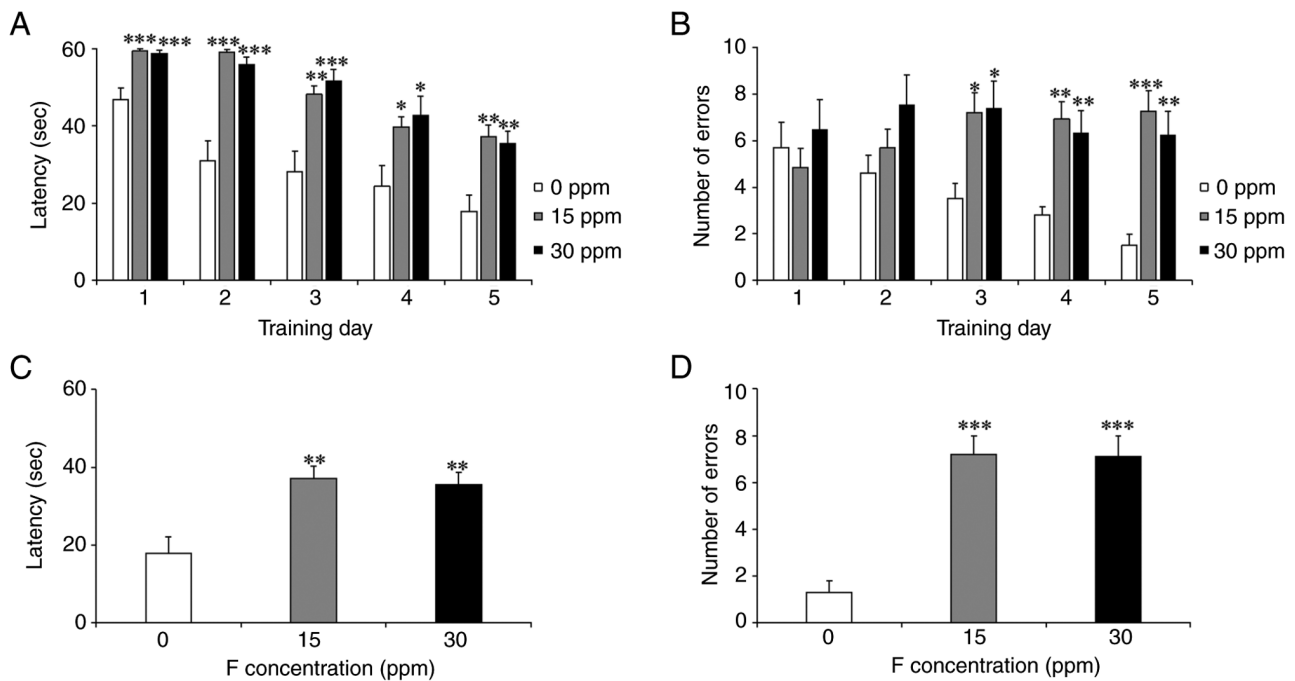 A
60
40
20
0
Latency (sec)
*** *** *** *** ** *** * * ** **
1 2 3 4 5
Training day
0 ppm
15 ppm
30 ppm
B
10
8
6
4
2
0
Number of errors
* * ** ** *** **
1 2 3 4 5
Training day
0 ppm
15 ppm
30 ppm
C
60
40
20
0
Latency (sec)
** **
0 15 30
F concentration (ppm)
D
10
8
6
4
2
0
Number of errors
*** ***
0 15 30
F concentration (ppm)